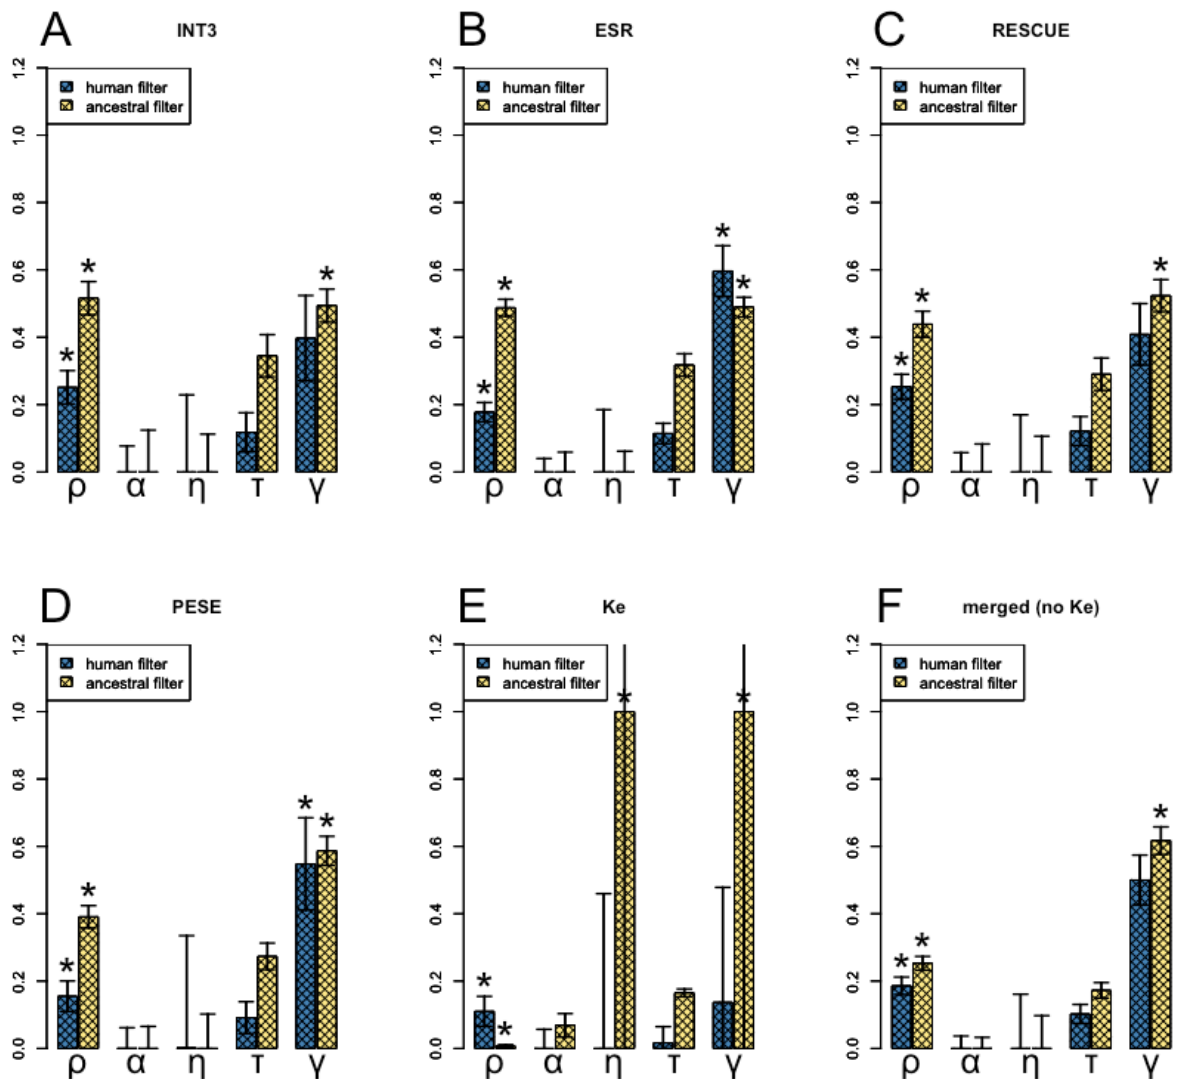 A INT3
human filter
ancestral filter
1.2
1.0
0.8
0.6
0.4
0.2
0.0
* * * *
ρ α η τ γ
B ESR
human filter
ancestral filter
1.2
1.0
0.8
0.6
0.4
0.2
0.0
* * * *
ρ α η τ γ
C RESCUE
human filter
ancestral filter
1.2
1.0
0.8
0.6
0.4
0.2
0.0
* * *
ρ α η τ γ
D PESE
human filter
ancestral filter
1.2
1.0
0.8
0.6
0.4
0.2
0.0
* * * *
ρ α η τ γ
E Ke
human filter
ancestral filter
1.2
1.0
0.8
0.6
0.4
0.2
0.0
* * * *
ρ α η τ γ
F merged (no Ke)
human filter
ancestral filter
1.2
1.0
0.8
0.6
0.4
0.2
0.0
* * *
ρ α η τ γ